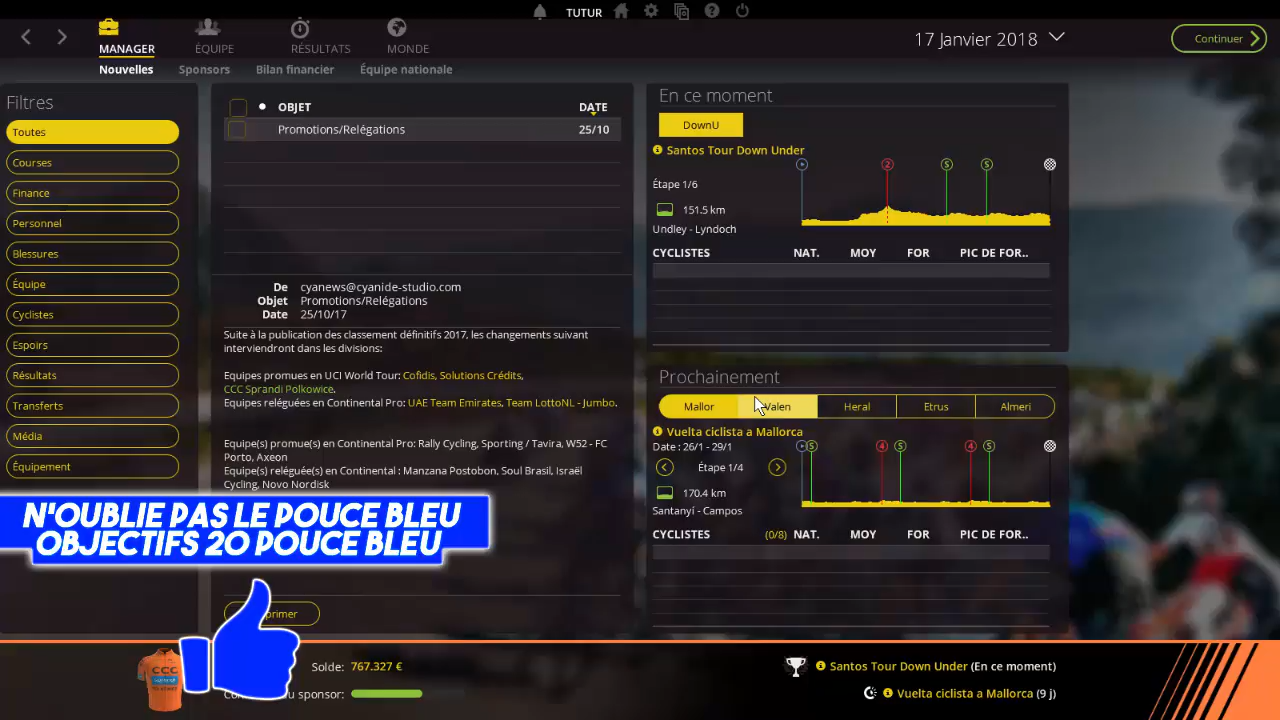 TUTUR
MANAGER
ÉQUIPE
RÉSULTATS
MONDE
17 Janvier 2018
Continuer
Nouvelles
Sponsors
Bilan financier
Équipe nationale
Filtres
Toutes
Courses
Finance
Personnel
Blessures
Équipe
Cyclistes
Espoirs
Résultats
Transferts
Média
Équipement
OBJET DATE
Promotions/Relégations 25/10
De cyanews@cyanide-studio.com
Objet Promotions/Relégations
Date 25/10/17
Suite à la publication des classement définitifs 2017, les changements suivant
interviendront dans les divisions:
Equipes promues en UCI World Tour: Cofidis, Solutions Crédits,
CCC Sprandi Polkowice.
Equipes reléguées en Continental Pro: UAE Team Emirates, Team LottoNL - Jumbo.
Equipe(s) promue(s) en Continental Pro: Rally Cycling, Sporting / Tavira, W52 - FC
Porto, Axeon
Equipe(s) reléguée(s) en Continental : Manzana Postobon, Soul Brasil, Israël
Cycling, Novo Nordisk
N'OUBLIE PAS LE POUCE BLEU
OBJECTIFS 20 POUCE BLEU
En ce moment
DownU
Santos Tour Down Under
Étape 1/6
151.5 km
Undley - Lyndoch
2 S S
CYCLISTES NAT. MOY FOR PIC DE FOR..
Prochainement
Mallor Valen Heral Etrus Almeri
Vuelta ciclista a Mallorca
Date : 26/1 - 29/1
Étape 1/4
170.4 km
Santanyí - Campos
S 4 S 4 S
CYCLISTES (0/8) NAT. MOY FOR PIC DE FOR..
CCC
Solde: 767.327 €
sponsor:
Santos Tour Down Under (En ce moment)
Vuelta ciclista a Mallorca (9 j)